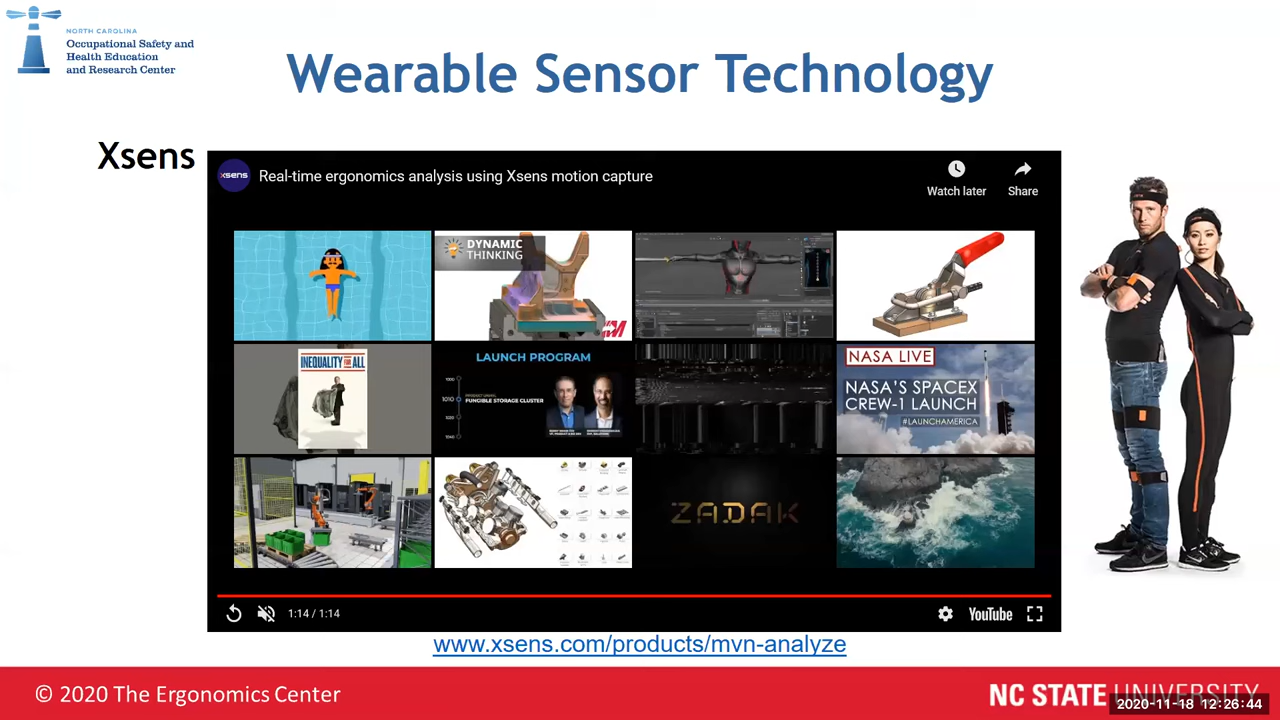 NORTH CAROLINA
Occupational Safety and
Health Education
and Research Center
Wearable Sensor Technology
Xsens
xsens
Real-time ergonomics analysis using Xsens motion capture
Watch later
Share
DYNAMIC
THINKING
INEQUALITY FOR ALL
LAUNCH PROGRAM
FUNGIBLE STORAGE CLUSTER
NASA LIVE
NASA'S SPACEX
CREW-1 LAUNCH
#LAUNCHAMERICA
ZADAK
1:14 / 1:14
YouTube
www.xsens.com/products/mvn-analyze
© 2020 The Ergonomics Center
NC STATE UNIVERSITY
2020-11-18 12:26:44